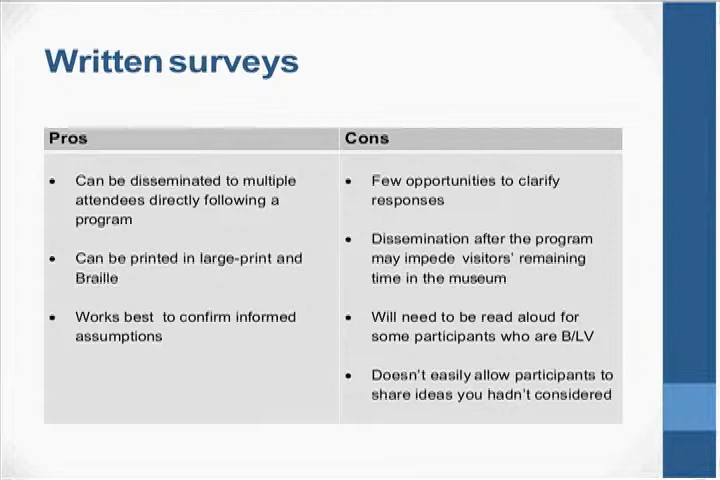 Written surveys
Pros
Cons
• Can be disseminated to multiple
attendees directly following a
program
• Can be printed in large-print and
Braille
• Works best to confirm informed
assumptions
• Few opportunities to clarify
responses
• Dissemination after the program
may impede visitors’ remaining
time in the museum
• Will need to be read aloud for
some participants who are B/LV
• Doesn’t easily allow participants to
share ideas you hadn’t considered